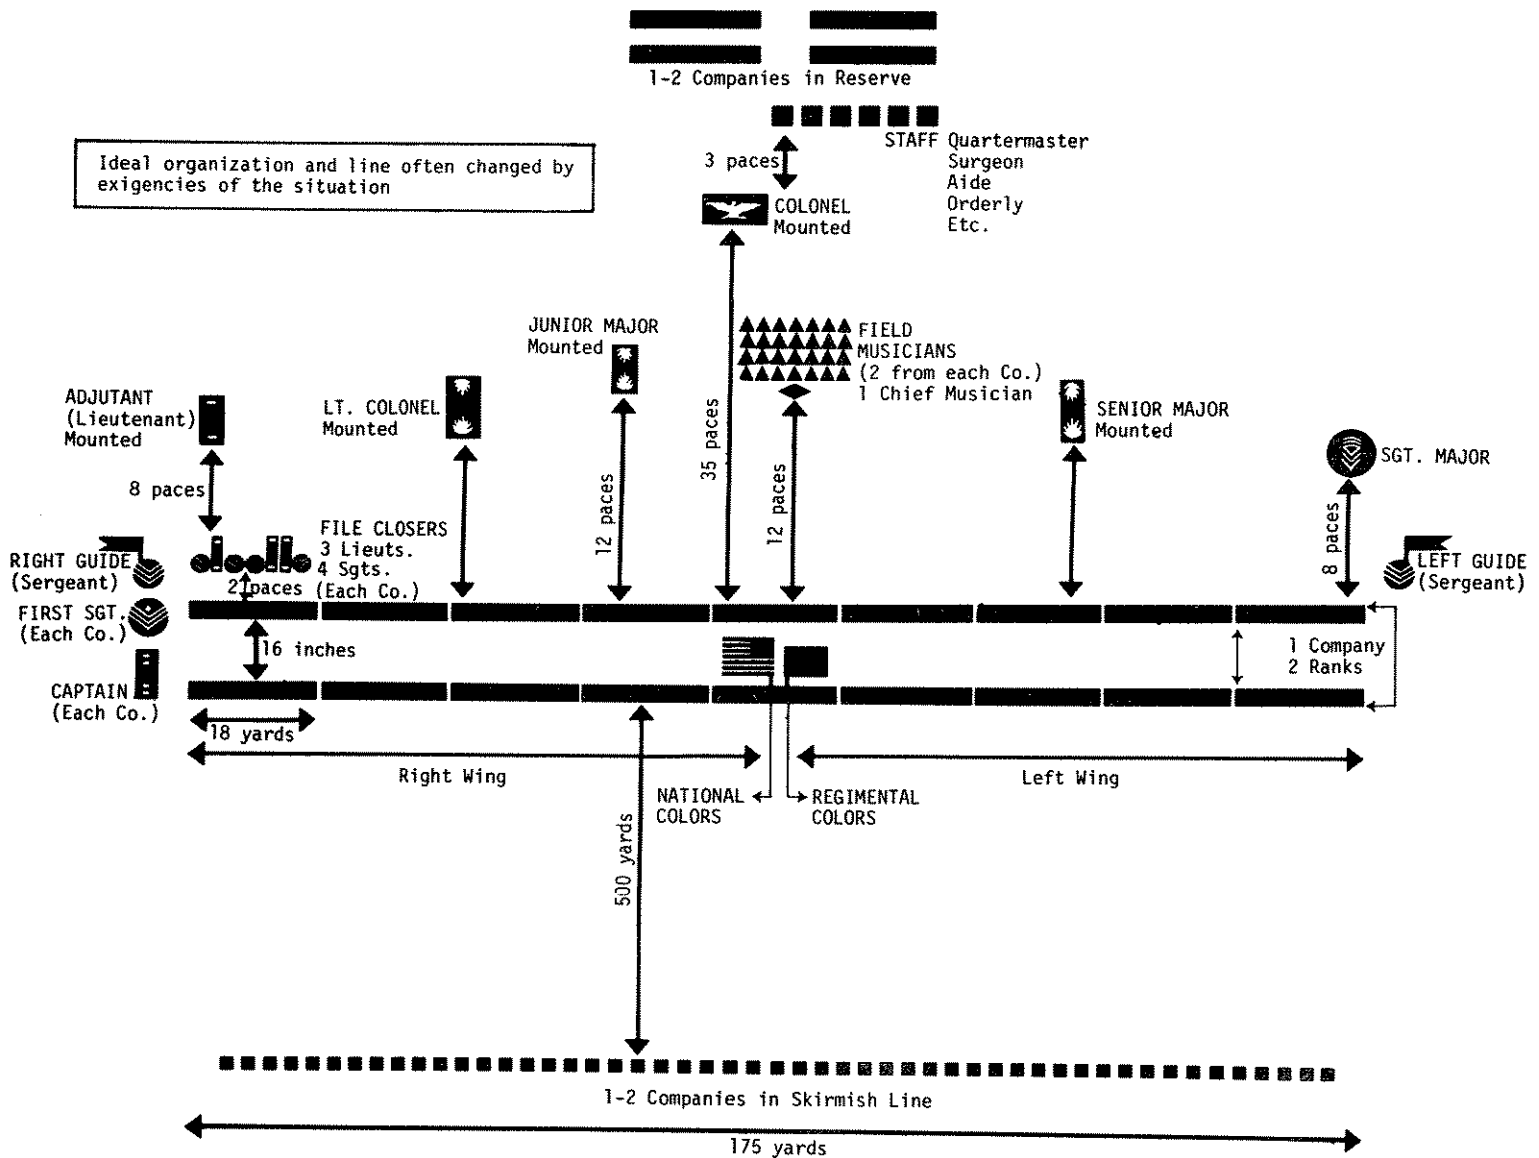 1-2 Companies in Reserve
Ideal organization and line often changed by
exigencies of the situation
STAFF Quartermaster
Surgeon
Aide
Orderly
Etc.
3 paces
COLONEL
Mounted
JUNIOR MAJOR
Mounted
FIELD
MUSICIANS
(2 from each Co.)
1 Chief Musician
ADJUTANT
(Lieutenant)
Mounted
LT. COLONEL
Mounted
SENIOR MAJOR
Mounted
SGT. MAJOR
8 paces
12 paces
35 paces
12 paces
8 paces
RIGHT GUIDE
(Sergeant)
FILE CLOSERS
3 Lieuts.
4 Sgts.
(Each Co.)
2 paces
LEFT GUIDE
(Sergeant)
FIRST SGT.
(Each Co.)
16 inches
1 Company
2 Ranks
CAPTAIN
(Each Co.)
18 yards
Right Wing
Left Wing
NATIONAL
COLORS
REGIMENTAL
COLORS
500 yards
1-2 Companies in Skirmish Line
175 yards